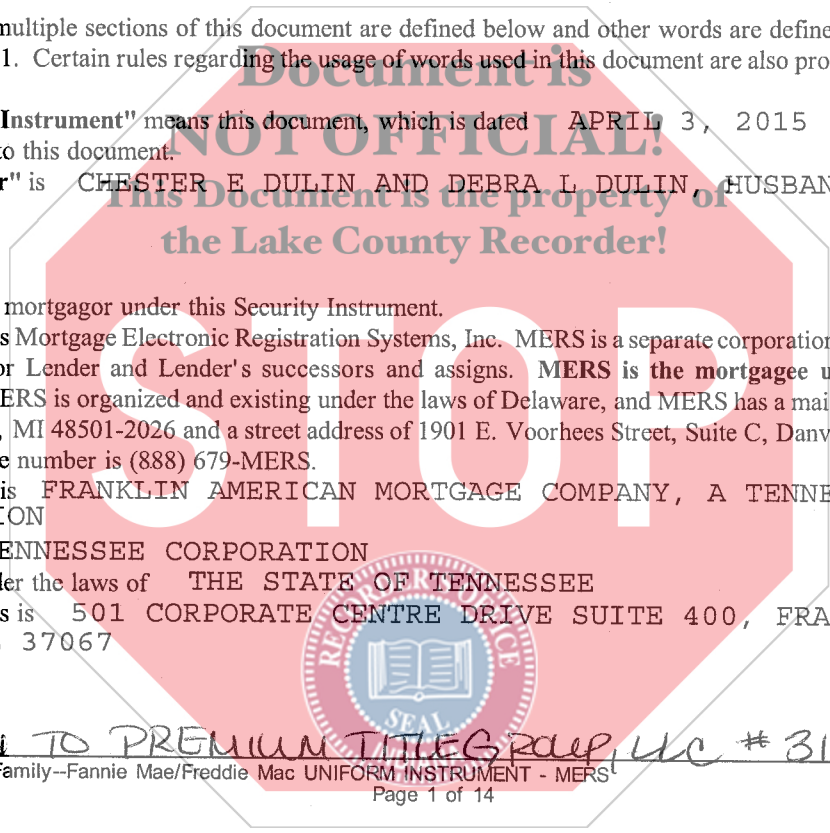 multiple sections of this document are defined below and other words are define
1. Certain rules regarding the usage of words used in this document are also pro
Document is
Instrument" means this document, which is dated APRIL 3, 2015
NOT OFFICIAL!
to this document.
r" is CHESTER E DULIN AND DEBRA L DULIN, HUSBAN
This Document is the property of
the Lake County Recorder!
mortgagor under this Security Instrument.
s Mortgage Electronic Registration Systems, Inc. MERS is a separate corporation
or Lender and Lender's successors and assigns. MERS is the mortgagee u
ERS is organized and existing under the laws of Delaware, and MERS has a mai
, MI 48501-2026 and a street address of 1901 E. Voorhees Street, Suite C, Danv
e number is (888) 679-MERS.
STOP
is FRANKLIN AMERICAN MORTGAGE COMPANY, A TENNE
ION
ENNESSEE CORPORATION
der the laws of THE STATE OF TENNESSEE
s is 501 CORPORATE CENTRE DRIVE SUITE 400, FRA
37067
RECORDER'S OFFICE
SEAL
INDIANA
TO PREMIUM TITLE GROUP, LLC # 31
Family--Fannie Mae/Freddie Mac UNIFORM INSTRUMENT - MERS
Page 1 of 14